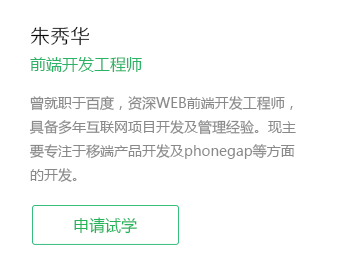 朱秀华
前端开发工程师
曾就职于百度，资深WEB前端开发工程师，
具备多年互联网项目开发及管理经验。现主
要专注于移端产品开发及phonegap等方面
的开发。
申请试学